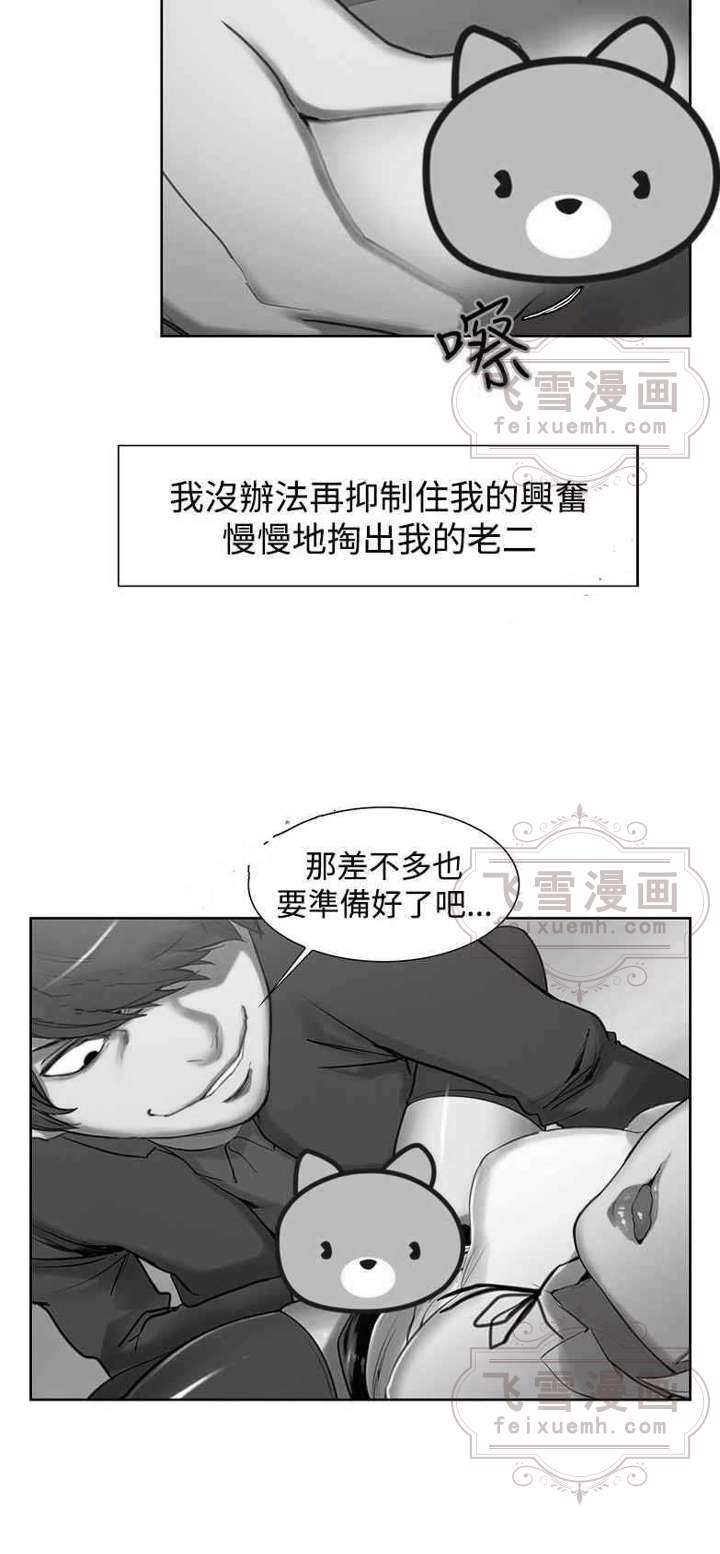 嚓
飞雪漫画
feixuemh.com
我沒辦法再抑制住我的興奮
慢慢地掏出我的老二
那差不多也
要準備好了吧...
飞雪漫画
feixuemh.com
飞雪漫画
feixuemh.com